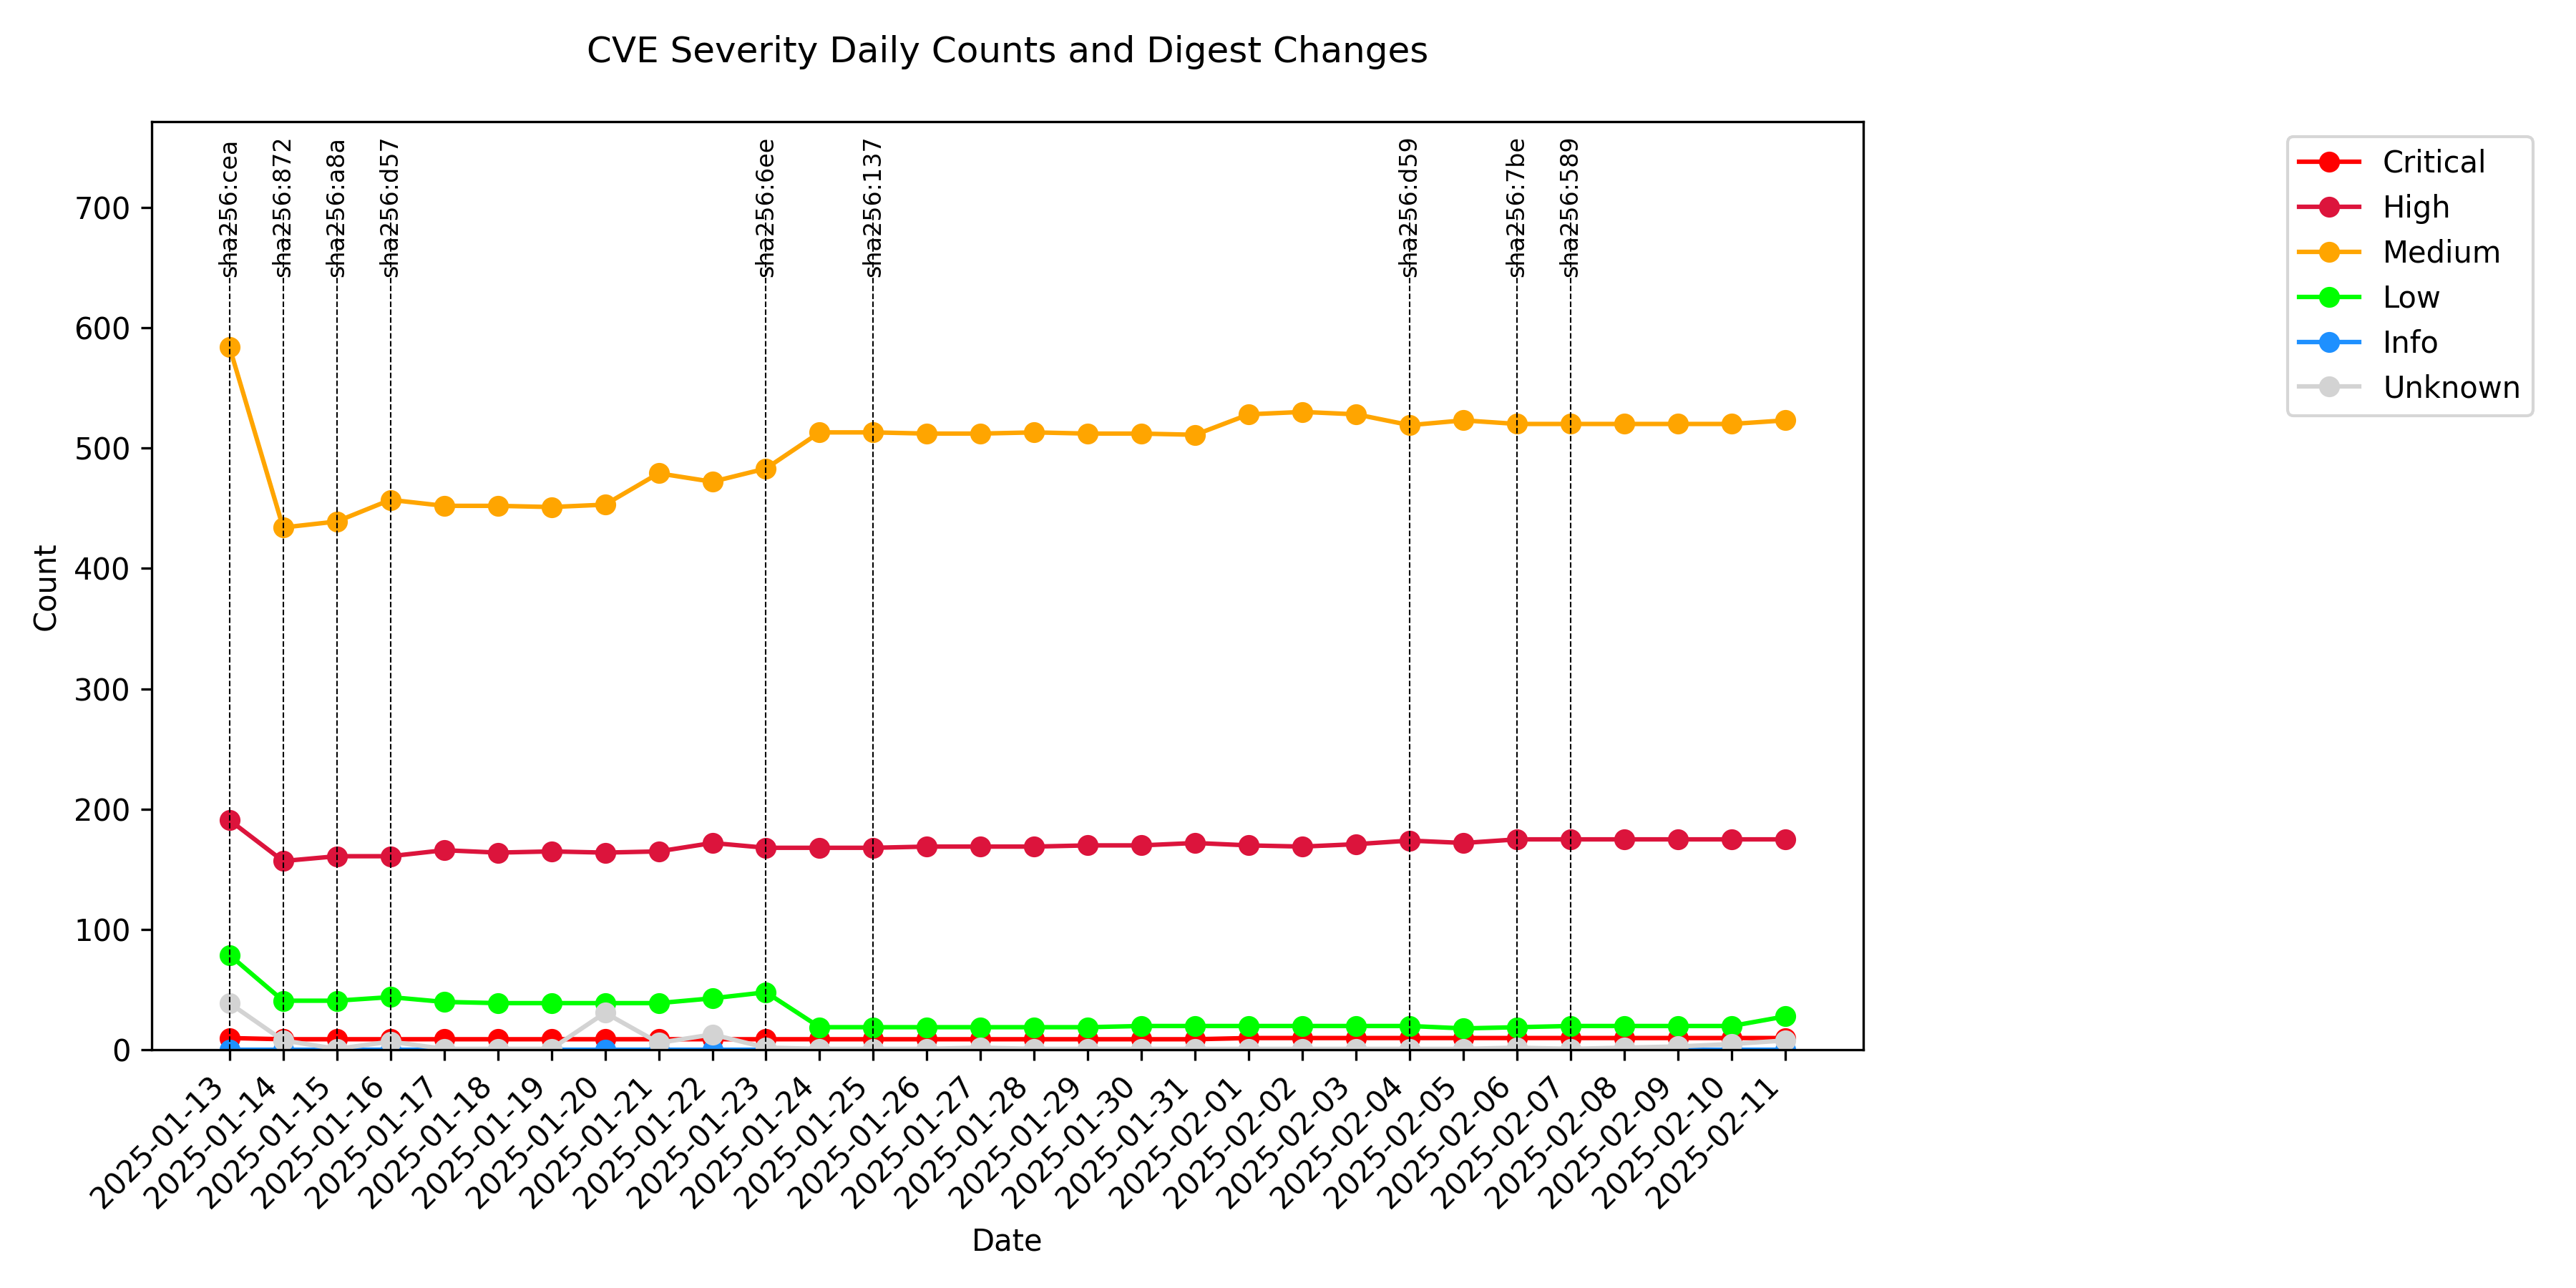 CVE Severity Daily Counts and Digest Changes
sha256:cea
sha256:872
sha256:a8a
sha256:d57
sha256:6ee
sha256:137
sha256:d59
sha256:7be
sha256:589
Critical
High
Medium
Low
Info
Unknown
700
600
500
400
300
200
100
0
Count
2025-01-13
2025-01-14
2025-01-15
2025-01-16
2025-01-17
2025-01-18
2025-01-19
2025-01-20
2025-01-21
2025-01-22
2025-01-23
2025-01-24
2025-01-25
2025-01-26
2025-01-27
2025-01-28
2025-01-29
2025-01-30
2025-01-31
2025-02-01
2025-02-02
2025-02-03
2025-02-04
2025-02-05
2025-02-06
2025-02-07
2025-02-08
2025-02-09
2025-02-10
2025-02-11
Date